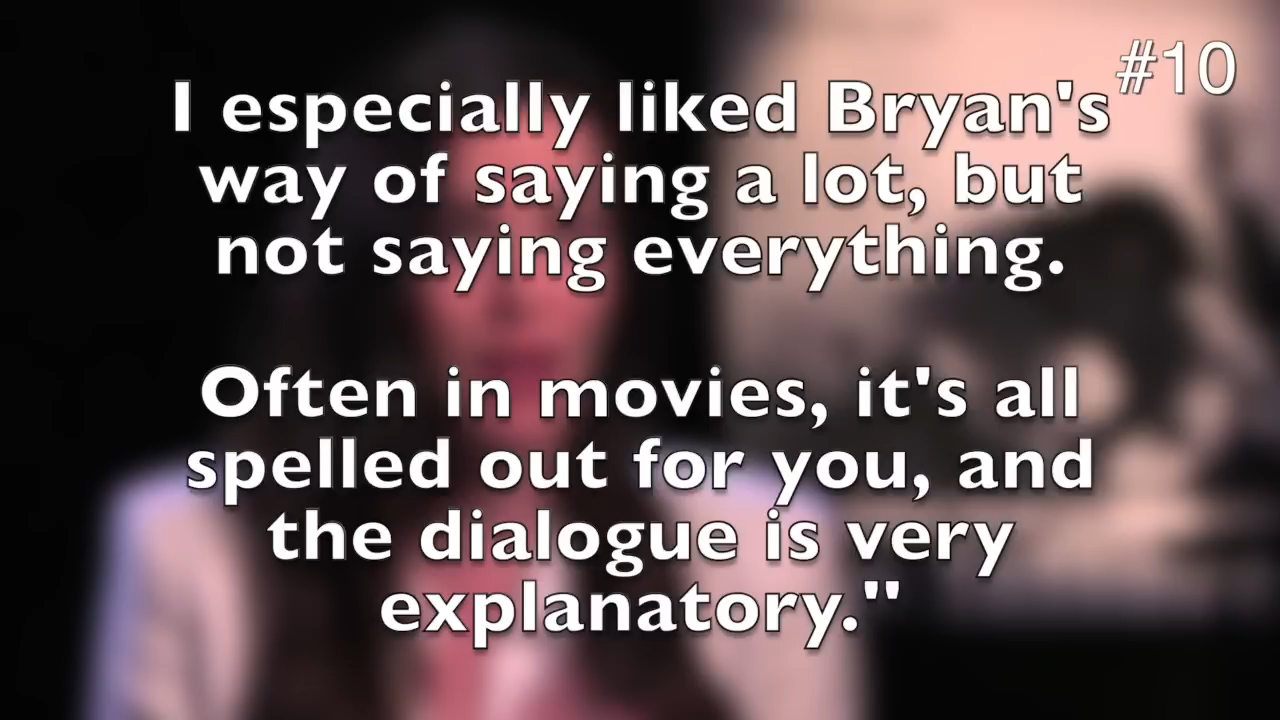 #10
I especially liked Bryan's
way of saying a lot, but
not saying everything.
Often in movies, it's all
spelled out for you, and
the dialogue is very
explanatory."